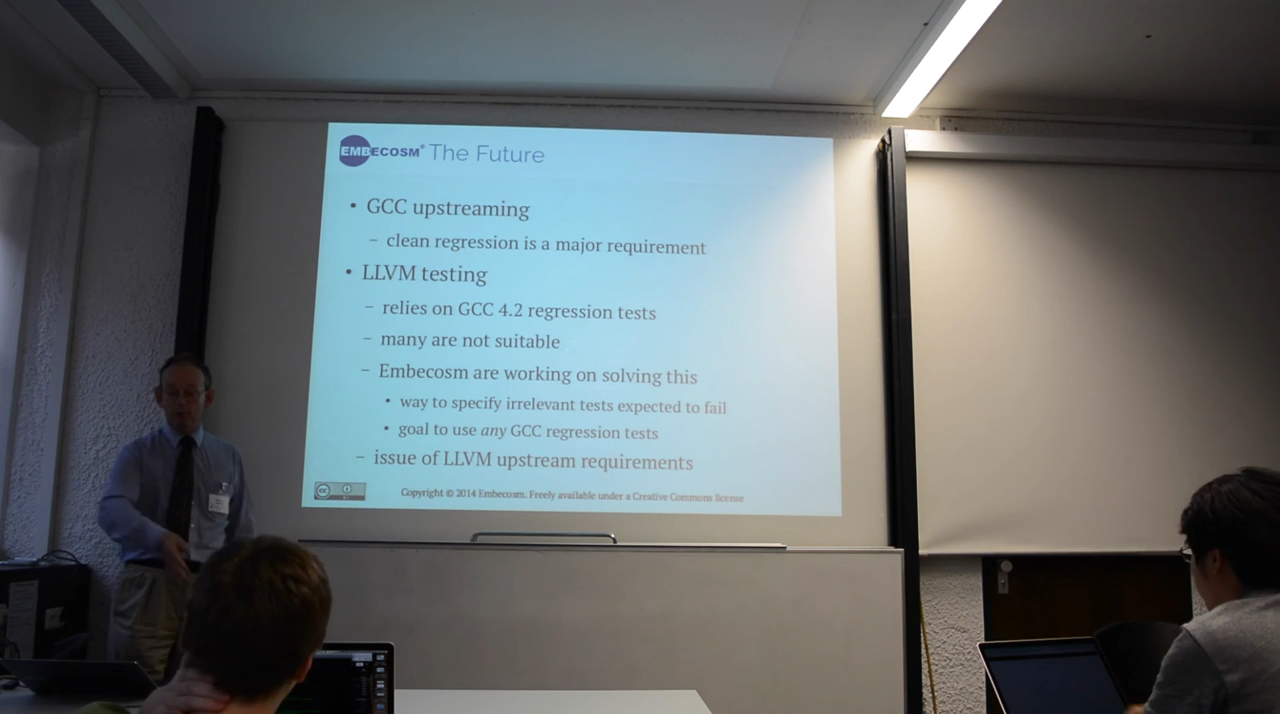 EMBECOSM® The Future
• GCC upstreaming
– clean regression is a major requirement
• LLVM testing
– relies on GCC 4.2 regression tests
– many are not suitable
– Embecosm are working on solving this
• way to specify irrelevant tests expected to fail
• goal to use any GCC regression tests
– issue of LLVM upstream requirements
cc
Copyright © 2014 Embecosm. Freely available under a Creative Commons license